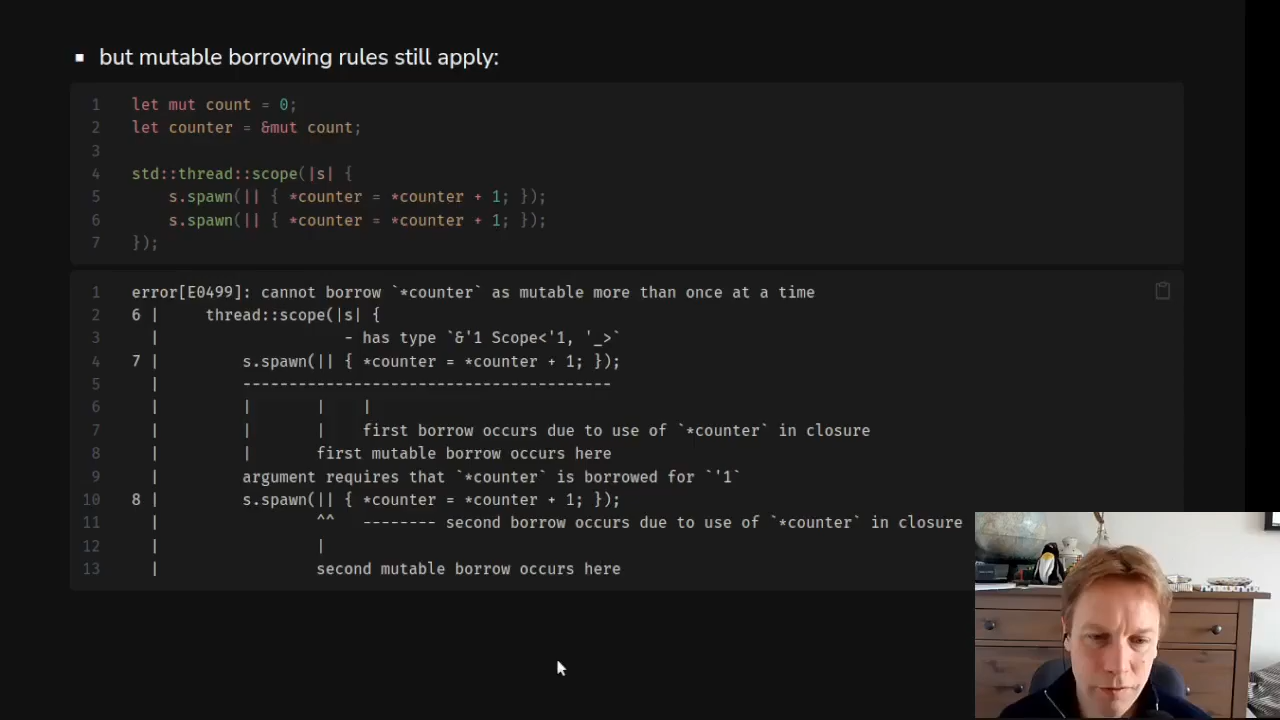 but mutable borrowing rules still apply:
1 let mut count = 0;
2 let counter = &mut count;
3
4 std::thread::scope(|s| {
5     s.spawn(|| { *counter = *counter + 1; });
6     s.spawn(|| { *counter = *counter + 1; });
7 });
1 error[E0499]: cannot borrow `*counter` as mutable more than once at a time
2 6 |     thread::scope(|s| {
3   |                    - has type `&'1 Scope<'1, '_>`
4 7 |         s.spawn(|| { *counter = *counter + 1; });
5   |         ----------------------------------------
6   |         |       |    |
7   |         |       |    first borrow occurs due to use of `*counter` in closure
8   |         |       first mutable borrow occurs here
9   |         argument requires that `*counter` is borrowed for `'1`
10 8 |         s.spawn(|| { *counter = *counter + 1; });
11   |                 ^^   -------- second borrow occurs due to use of `*counter` in closure
12   |                 |
13   |                 second mutable borrow occurs here